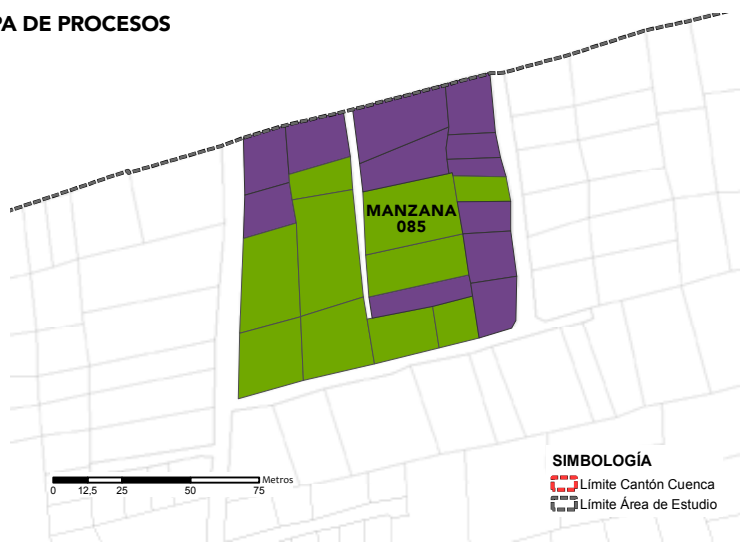 PA DE PROCESOS
MANZANA
085
Metros
0 12,5 25 50 75
SIMBOLOGÍA
Límite Cantón Cuenca
Límite Área de Estudio